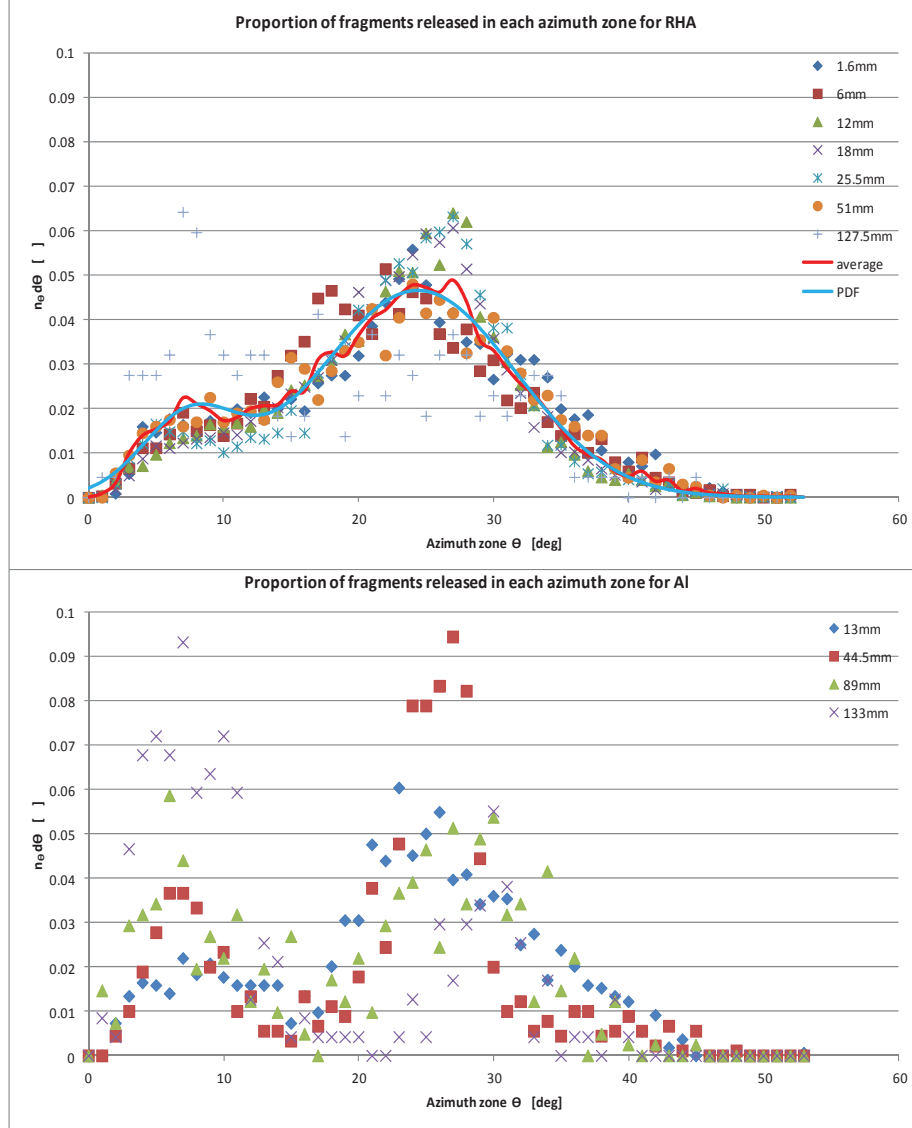 Proportion of fragments released in each azimuth zone for RHA
0.1
0.09
0.08
0.07
0.06
0.05
0.04
0.03
0.02
0.01
0
nΘ dΘ [ ]
1.6mm
6mm
12mm
18mm
25.5mm
51mm
127.5mm
average
PDF
0 10 20 30 40 50 60
Azimuth zone Θ [deg]
Proportion of fragments released in each azimuth zone for Al
0.1
0.09
0.08
0.07
0.06
0.05
0.04
0.03
0.02
0.01
0
nΘ dΘ [ ]
13mm
44.5mm
89mm
133mm
0 10 20 30 40 50 60
Azimuth zone Θ [deg]